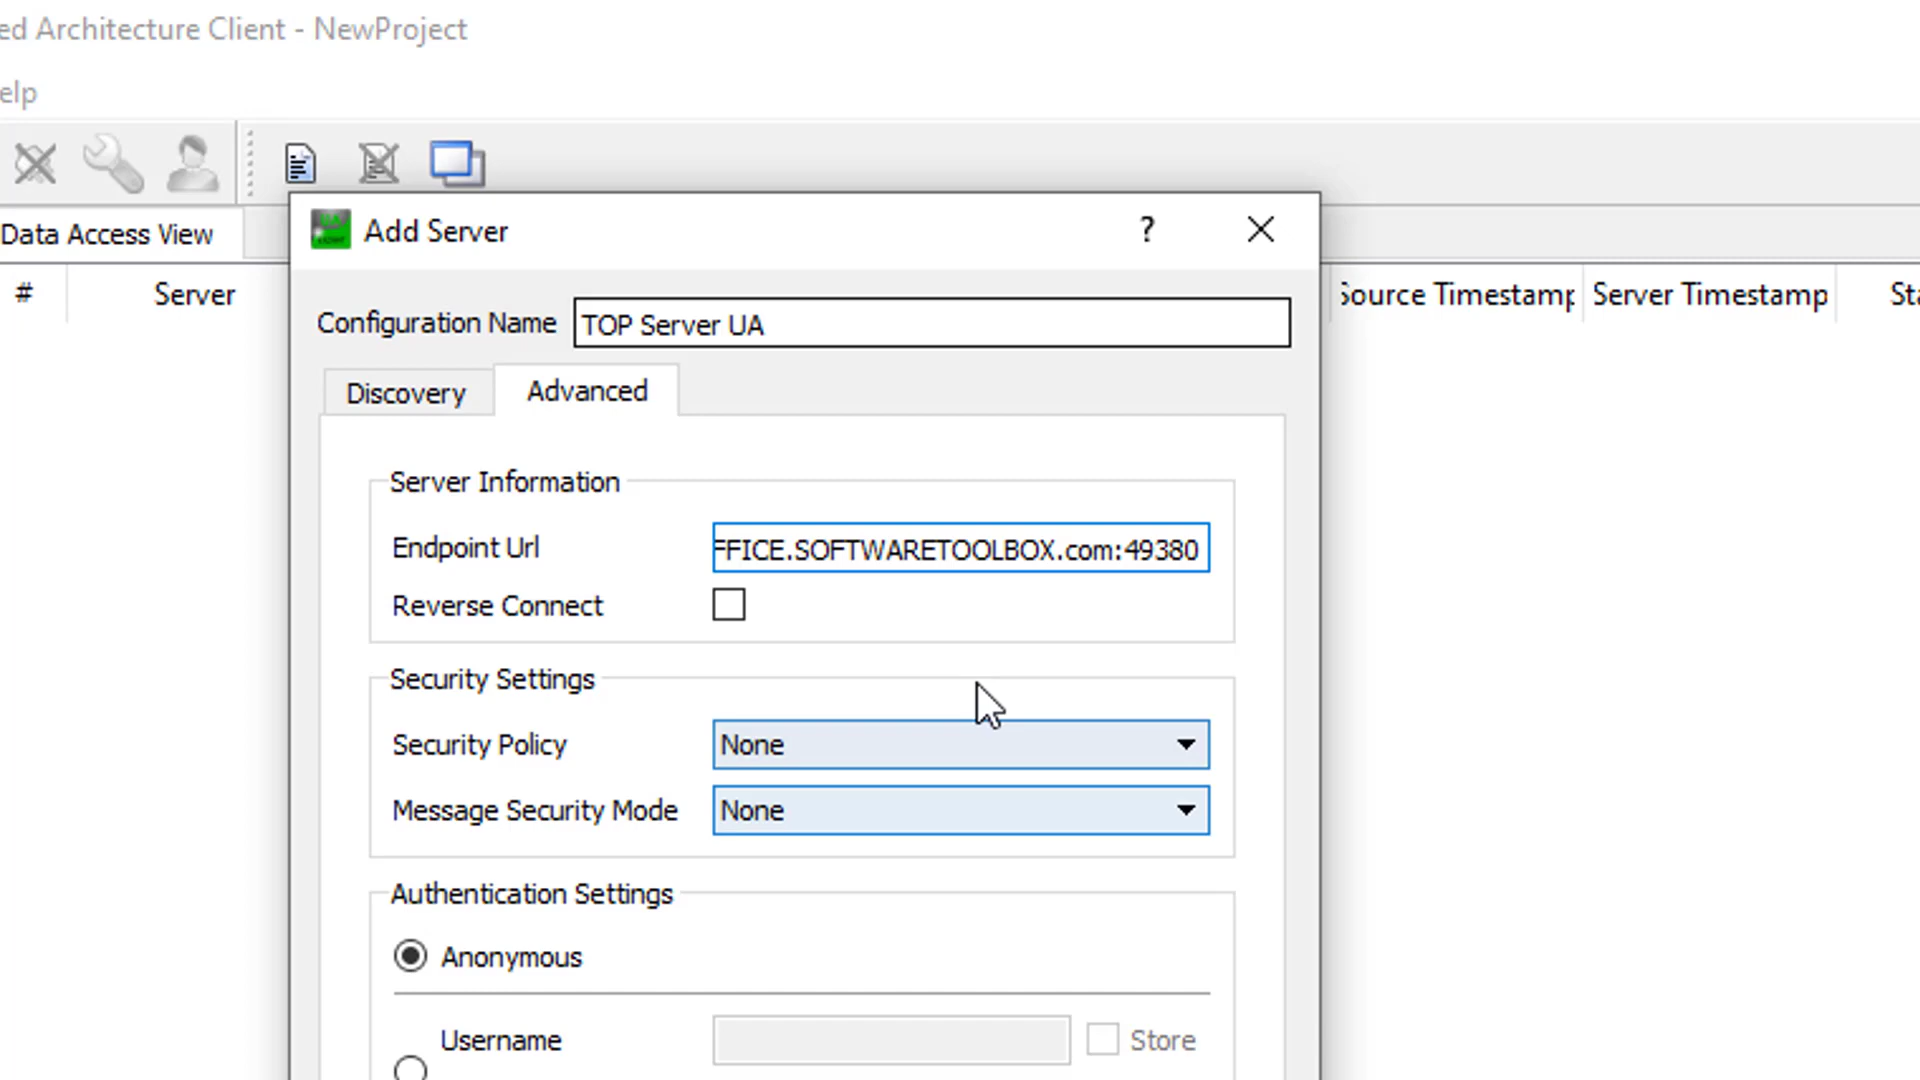 ed Architecture Client - NewProject
elp
Data Access View
Add Server
?
# Server Source Timestamp Server Timestamp Sta
Configuration Name TOP Server UA
Discovery Advanced
Server Information
Endpoint Url FFICE.SOFTWARETOOLBOX.com:49380
Reverse Connect
Security Settings
Security Policy None
Message Security Mode None
Authentication Settings
Anonymous
Username Store